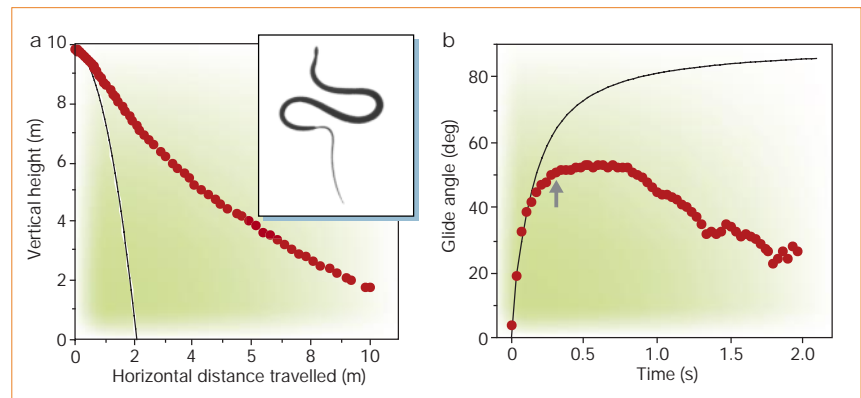 a
10
8
6
4
2
0
Vertical height (m)
0 2 4 5 8 10
Horizontal distance travelled (m)
b
80
60
40
20
0
Glide angle (deg)
0 0.5 1.0 1.5 2.0
Time (s)